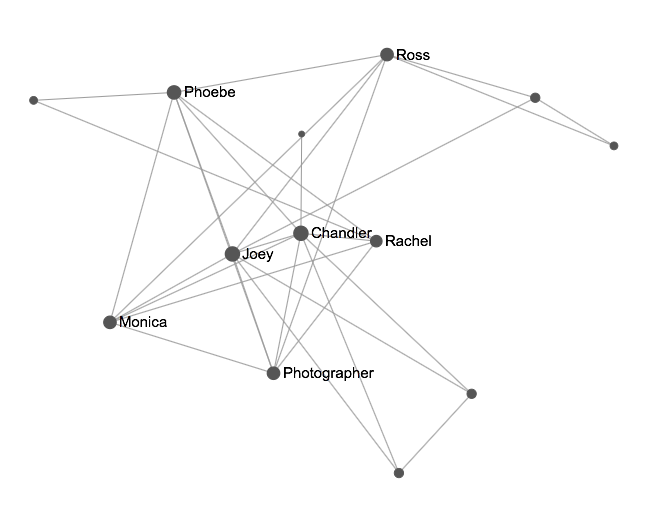 Ross
Phoebe
Chandler
Rachel
Joey
Monica
Photographer